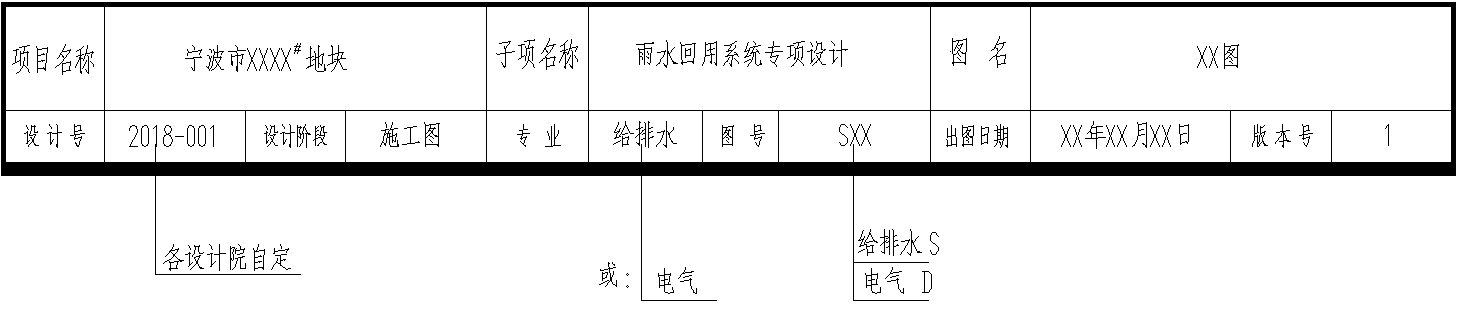 项目名称 宁波市XXXX#地块 子项名称 雨水回用系统专项设计 图 名 XX图
设计号 2018-001 设计阶段 施工图 专 业 给排水 图 号 SXX 出图日期 XX年XX月XX日 版本号 1
各设计院自定
或: 电气
给排水 S
电气 D